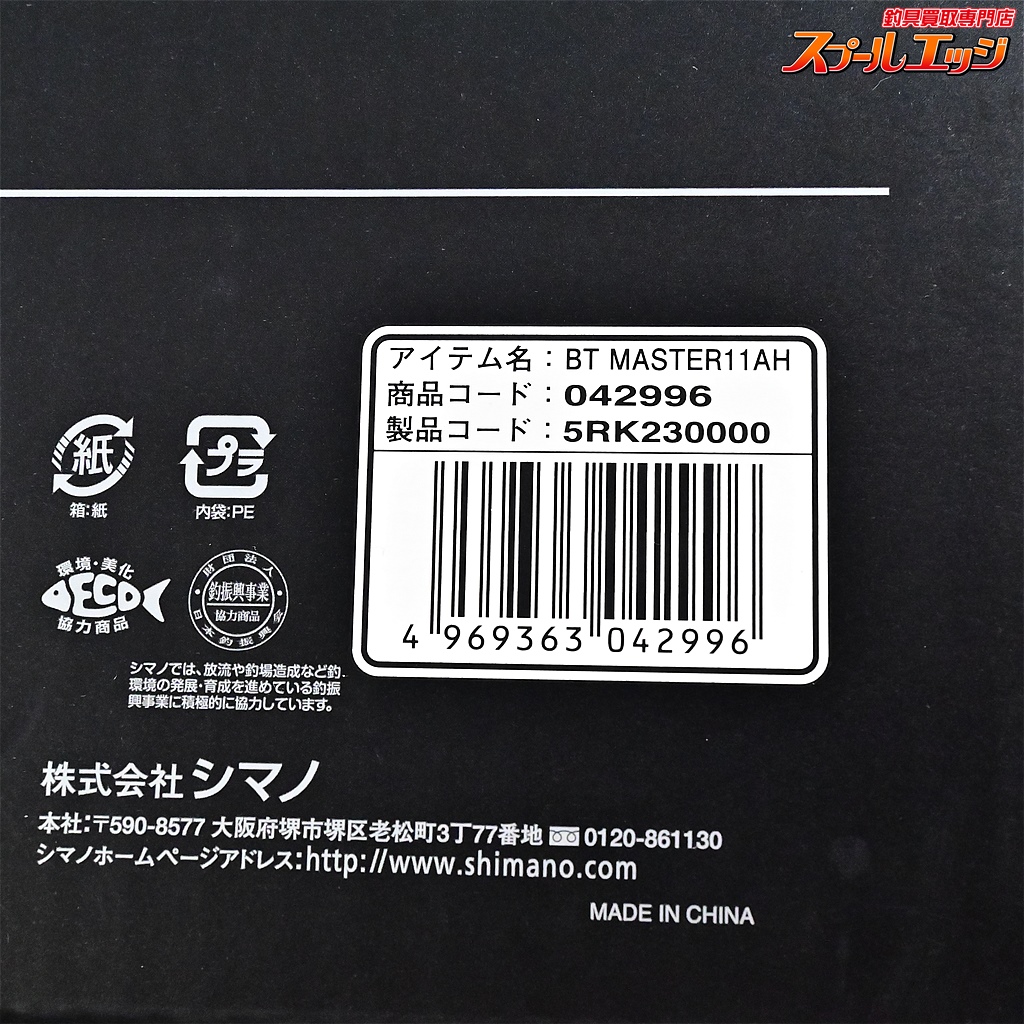 釣具買取専門店
スプールエッジ
アイテム名：BT MASTER11AH
商品コード：042996
製品コード：5RK230000
4 969363 042996
紙
箱:紙
プラ
内袋:PE
環境・美化
ECO
協力商品
財団法人
釣振興事業
協力商品
日本釣振興会
シマノでは、放流や釣場造成など釣
環境の発展・育成を進めている釣振
興事業に積極的に協力しています。
株式会社シマノ
本社:〒590-8577 大阪府堺市堺区老松町3丁77番地 0120-861130
シマノホームページアドレス:http://www.shimano.com
MADE IN CHINA